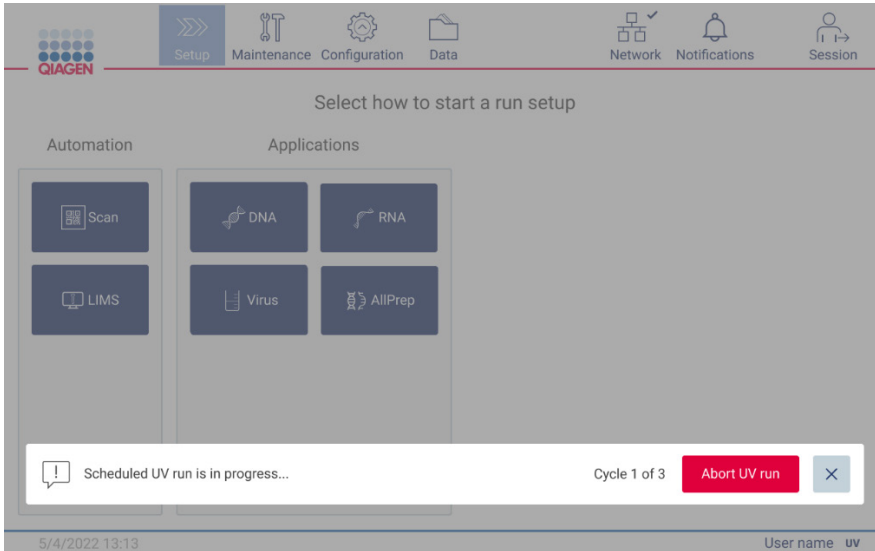 QIAGEN
Setup
Maintenance
Configuration
Data
Network
Notifications
Session
Select how to start a run setup
Automation
Applications
Scan
DNA
RNA
LIMS
Virus
AllPrep
Scheduled UV run is in progress...
Cycle 1 of 3
Abort UV run
5/4/2022 13:13
User name UV